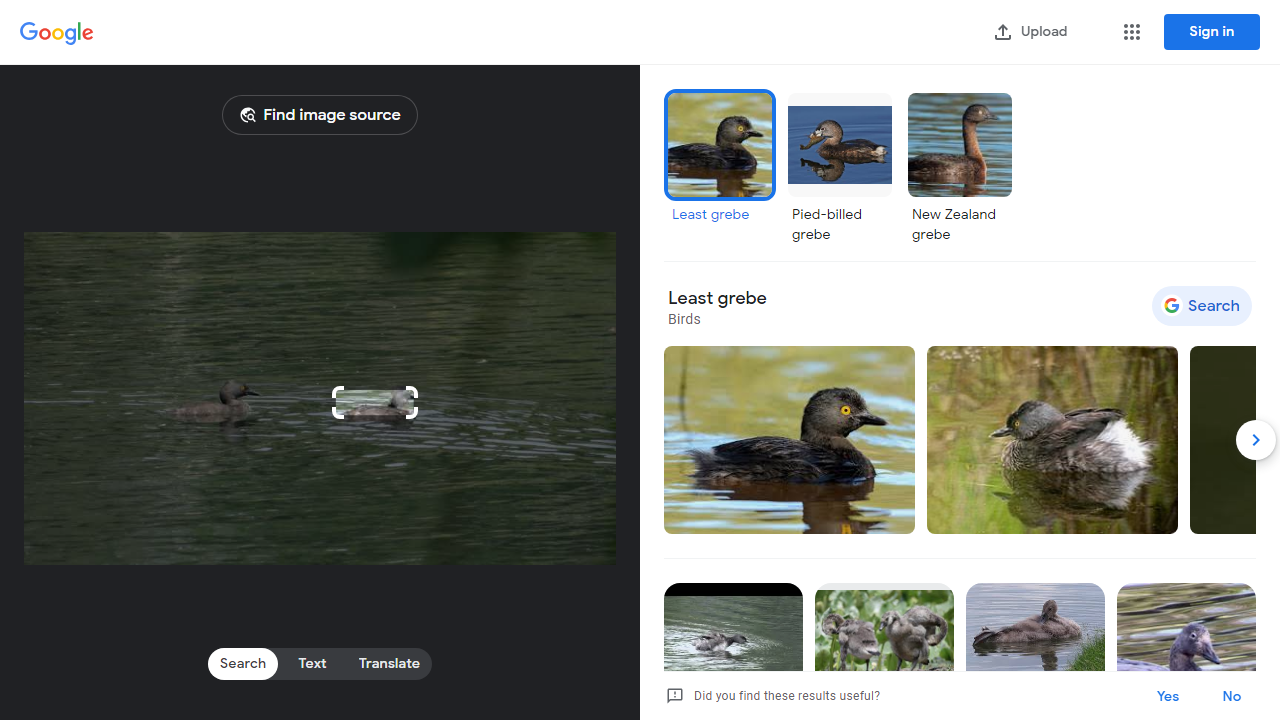 Google
Upload
Sign in
Find image source
Least grebe
Pied-billed
grebe
New Zealand
grebe
Least grebe
Birds
Search
Search
Text
Translate
Did you find these results useful?
Yes
No